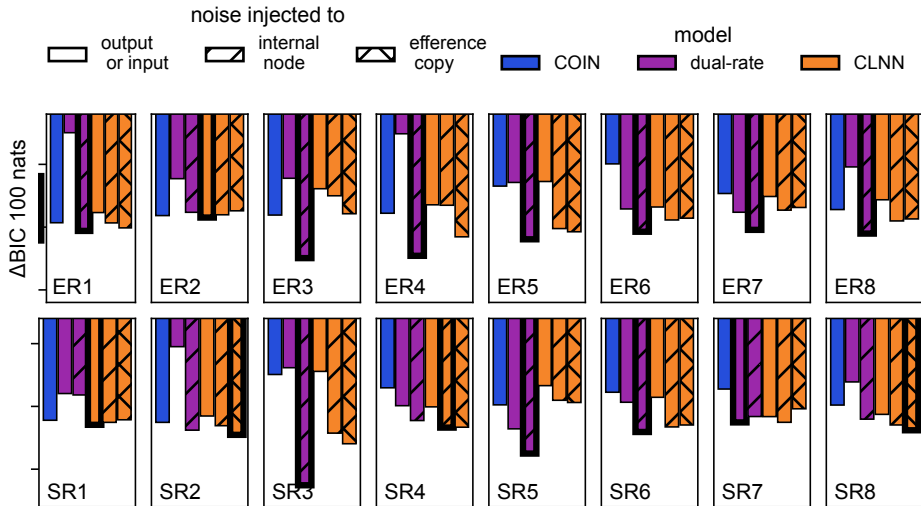 noise injected to
output
or input
internal
node
efference
copy
model
COIN
dual-rate
CLNN
ΔBIC 100 nats
ER1
ER2
ER3
ER4
ER5
ER6
ER7
ER8
SR1
SR2
SR3
SR4
SR5
SR6
SR7
SR8